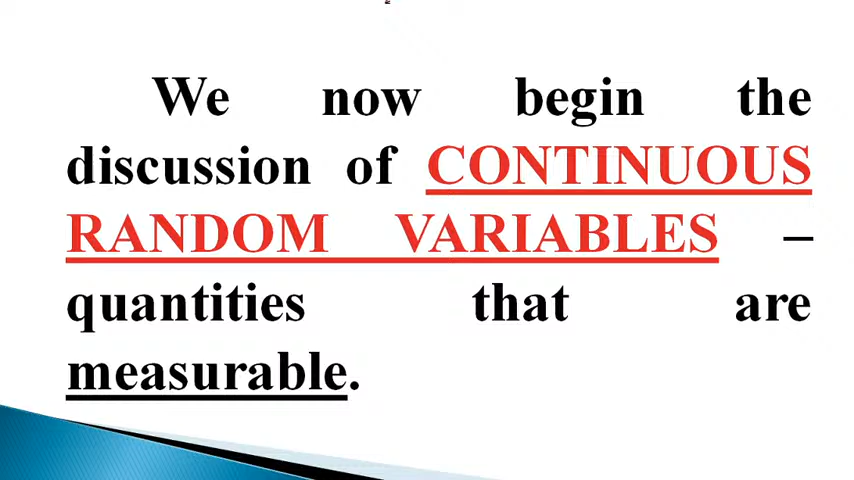 We now begin the
discussion of CONTINUOUS
RANDOM VARIABLES –
quantities that are
measurable.